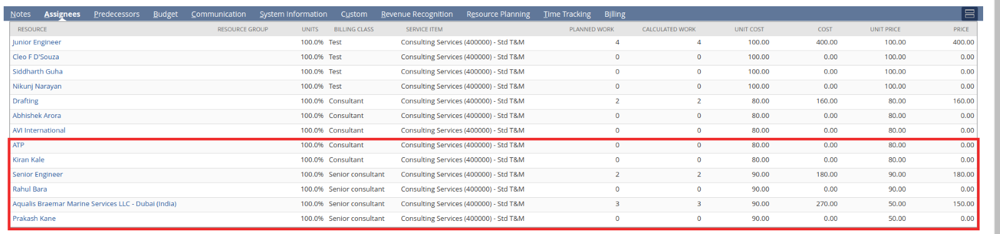 Notes Assignees Predecessors Budget Communication System Information Custom Revenue Recognition Resource Planning Time Tracking Billing
RESOURCE RESOURCE GROUP UNITS BILLING CLASS SERVICE ITEM PLANNED WORK CALCULATED WORK UNIT COST COST UNIT PRICE PRICE
Junior Engineer 100.0% Test Consulting Services (400000) - Std T&M 4 4 100.00 400.00 100.00 400.00
Cleo F D'Souza 100.0% Test Consulting Services (400000) - Std T&M 0 0 100.00 0.00 100.00 0.00
Siddharth Guha 100.0% Test Consulting Services (400000) - Std T&M 0 0 100.00 0.00 100.00 0.00
Nikunj Narayan 100.0% Test Consulting Services (400000) - Std T&M 0 0 100.00 0.00 100.00 0.00
Drafting 100.0% Consultant Consulting Services (400000) - Std T&M 2 2 80.00 160.00 80.00 160.00
Abhishek Arora 100.0% Consultant Consulting Services (400000) - Std T&M 0 0 80.00 0.00 80.00 0.00
AVI International 100.0% Consultant Consulting Services (400000) - Std T&M 0 0 80.00 0.00 80.00 0.00
ATP 100.0% Consultant Consulting Services (400000) - Std T&M 0 0 80.00 0.00 80.00 0.00
Kiran Kale 100.0% Consultant Consulting Services (400000) - Std T&M 0 0 80.00 0.00 80.00 0.00
Senior Engineer 100.0% Senior consultant Consulting Services (400000) - Std T&M 2 2 90.00 180.00 90.00 180.00
Rahul Bara 100.0% Senior consultant Consulting Services (400000) - Std T&M 0 0 90.00 0.00 90.00 0.00
Aqualis Braemar Marine Services LLC - Dubai (India) 100.0% Senior consultant Consulting Services (400000) - Std T&M 3 3 90.00 270.00 50.00 150.00
Prakash Kane 100.0% Senior consultant Consulting Services (400000) - Std T&M 0 0 90.00 0.00 50.00 0.00